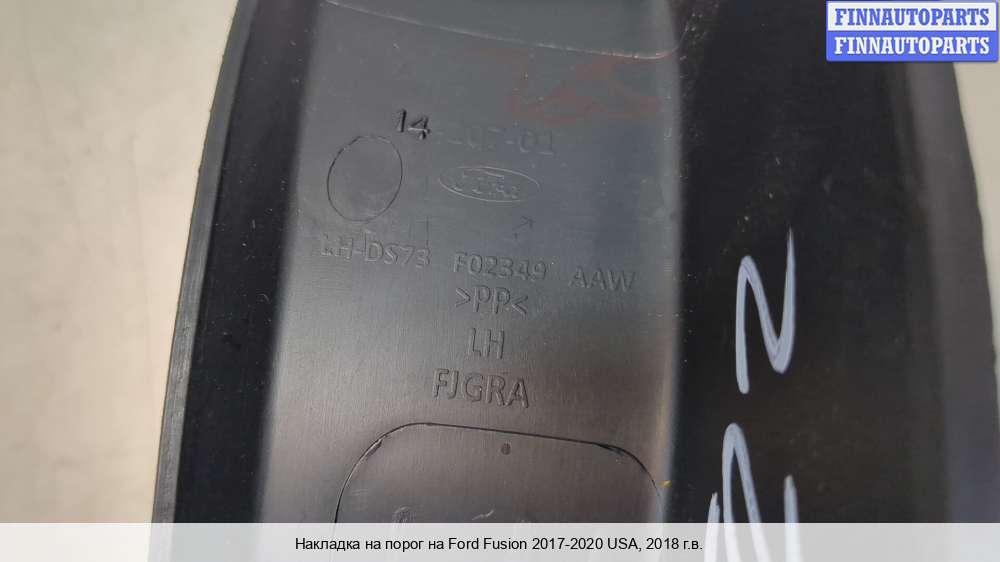 FINNAUTOPARTS
FINNAUTOPARTS
Ford
LH-DS73 F02349 AAW
>PP<
LH
FJGRA
Накладка на порог на Ford Fusion 2017-2020 USA, 2018 г.в.